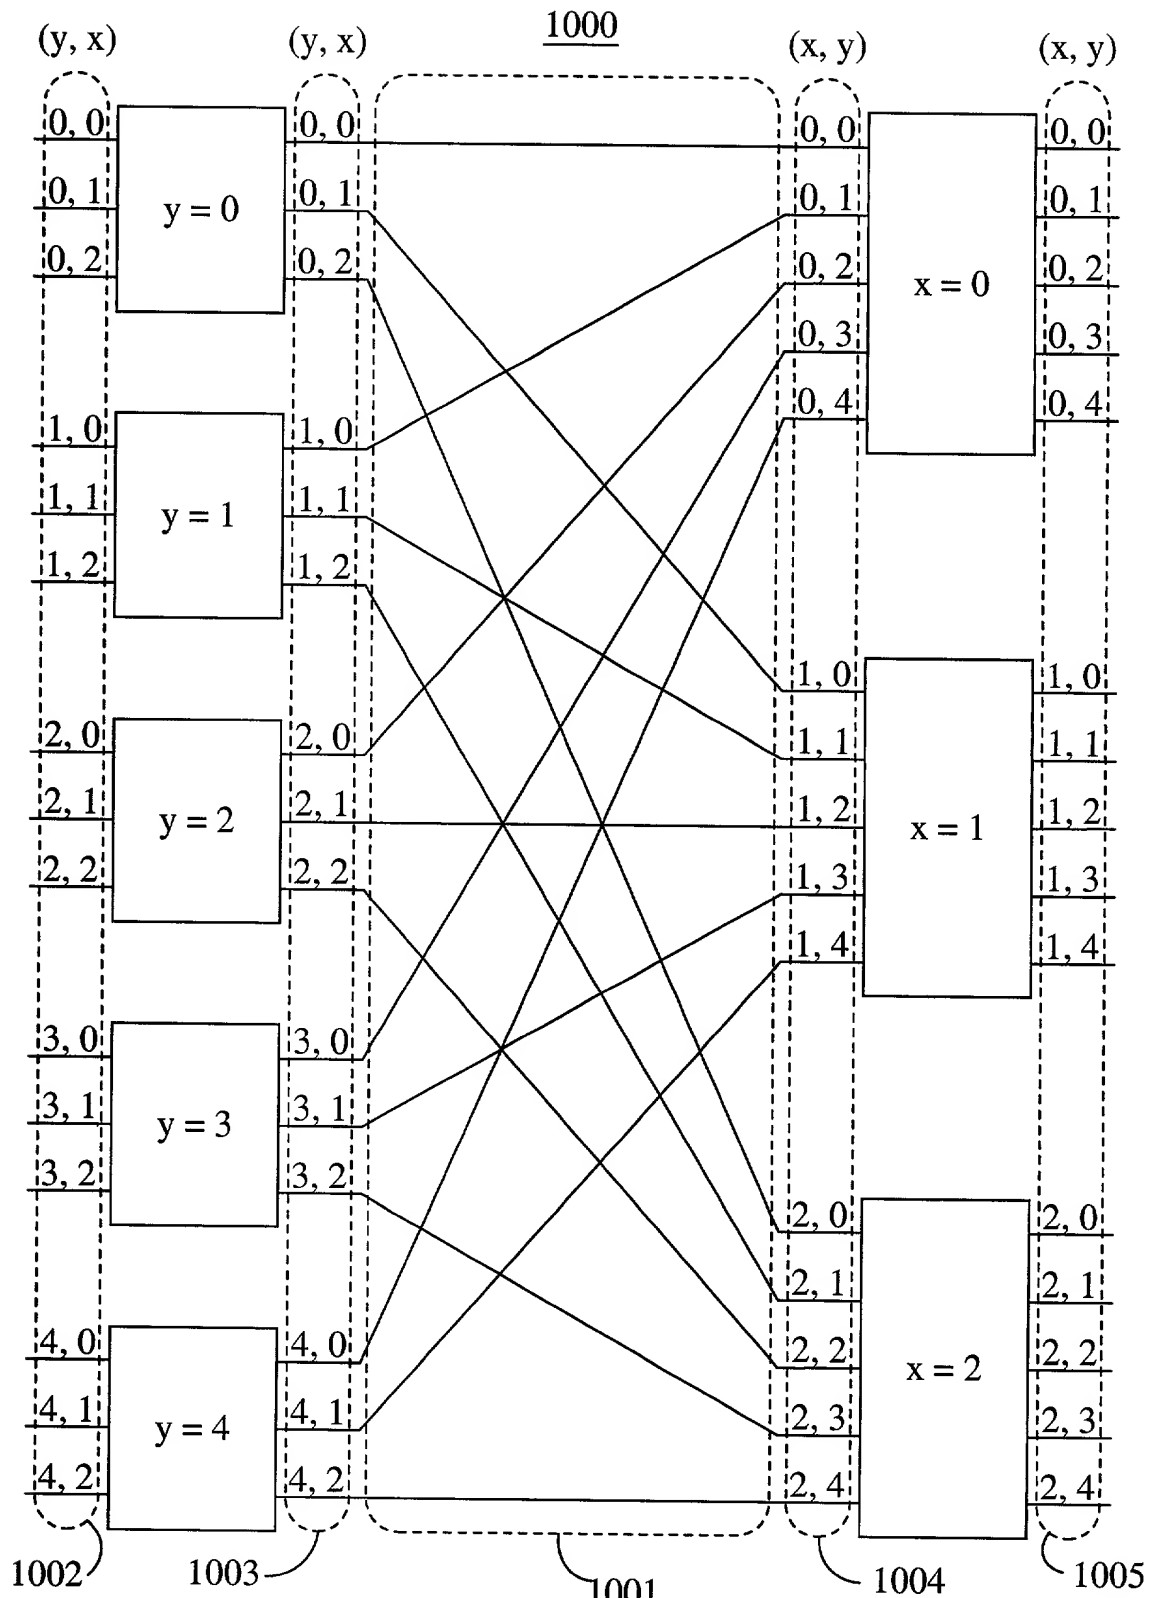 1000
(y, x) (y, x) (x, y) (x, y)
0, 0 0, 0 0, 0 0, 0
0, 1 y = 0 0, 1 0, 1 0, 1
0, 2 0, 2 0, 2 x = 0 0, 2
0, 3 0, 3
0, 4 0, 4
1, 0 1, 0
1, 1 y = 1 1, 1
1, 2 1, 2
1, 0 1, 0
2, 0 2, 0 1, 1 1, 1
2, 1 y = 2 2, 1 1, 2 x = 1 1, 2
2, 2 2, 2 1, 3 1, 3
1, 4 1, 4
3, 0 3, 0
3, 1 y = 3 3, 1
3, 2 3, 2
2, 0 2, 0
2, 1 2, 1
4, 0 4, 0 2, 2 x = 2 2, 2
4, 1 y = 4 4, 1 2, 3 2, 3
4, 2 4, 2 2, 4 2, 4
1002 1003 1001 1004 1005